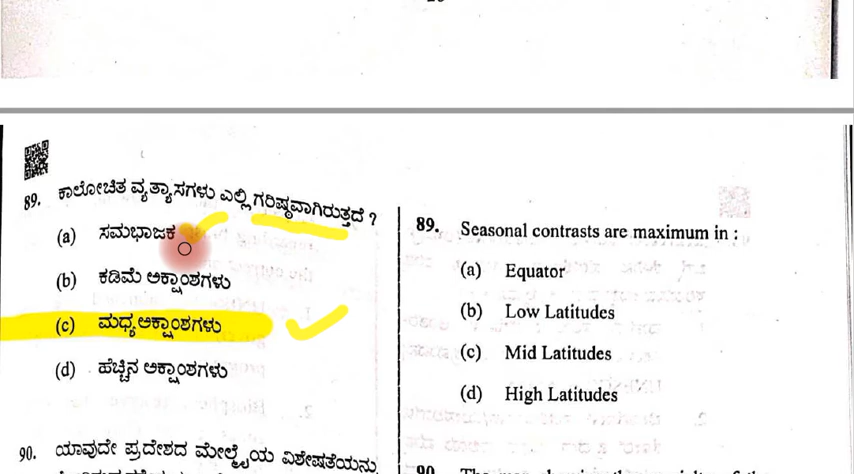 89. ಕಾಲೋಚಿತ ವ್ಯತ್ಯಾಸಗಳು ಎಲ್ಲಿ ಗರಿಷ್ಠವಾಗಿರುತ್ತದೆ ?
(a) ಸಮಭಾಜಕ
(b) ಕಡಿಮೆ ಅಕ್ಷಾಂಶಗಳು
(c) ಮಧ್ಯ ಅಕ್ಷಾಂಶಗಳು
(d) ಹೆಚ್ಚಿನ ಅಕ್ಷಾಂಶಗಳು
90. ಯಾವುದೇ ಪ್ರದೇಶದ ಮೇಲ್ಮೈಯ ವಿಶೇಷತೆಯನ್ನು
89. Seasonal contrasts are maximum in :
(a) Equator
(b) Low Latitudes
(c) Mid Latitudes
(d) High Latitudes
90.